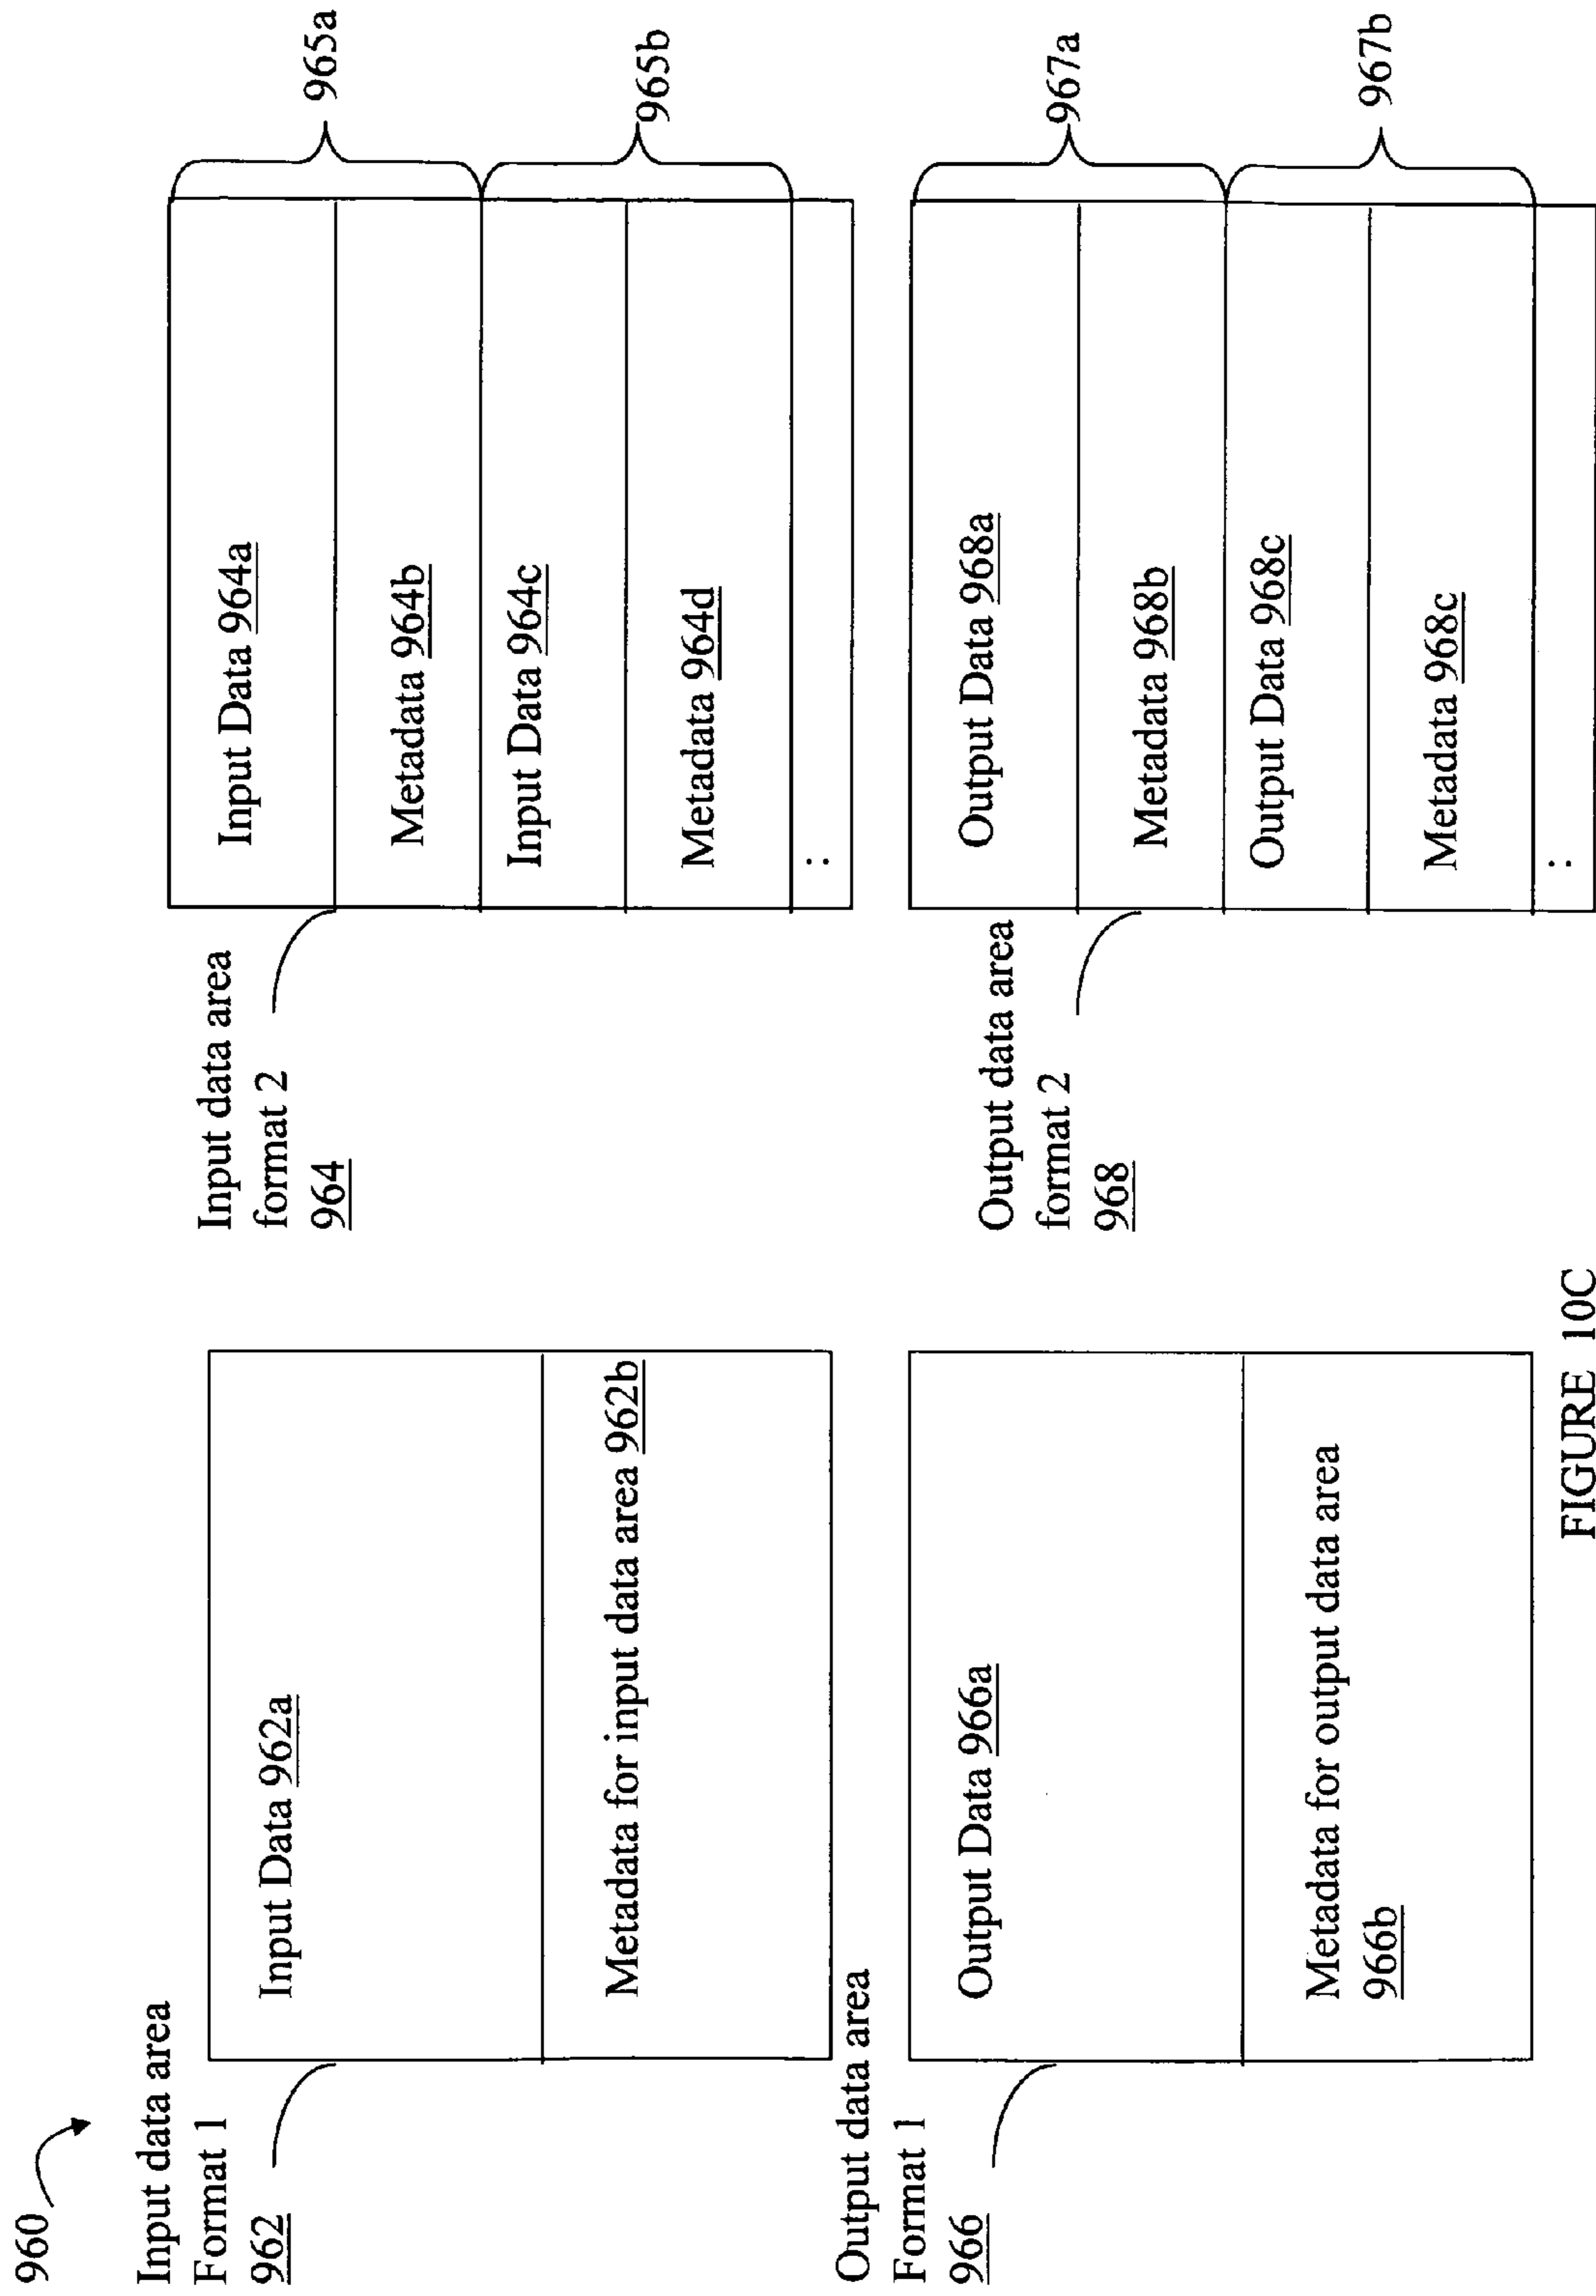 960
Input data area
Format 1
962
Input Data 962a
Metadata for input data area 962b
Output data area
Format 1
966
Output Data 966a
Metadata for output data area
966b
Input data area
format 2
964
Input Data 964a
Metadata 964b
Input Data 964c
Metadata 964d
:
965a
965b
Output data area
format 2
968
Output Data 968a
Metadata 968b
Output Data 968c
Metadata 968c
:
967a
967b
FIGURE 10C